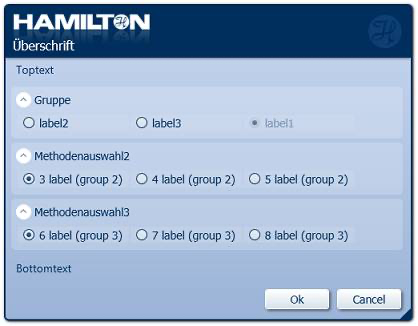 HAMILTON
Überschrift
Toptext
Gruppe
label2 label3 label1
Methodenauswahl2
3 label (group 2) 4 label (group 2) 5 label (group 2)
Methodenauswahl3
6 label (group 3) 7 label (group 3) 8 label (group 3)
Bottomtext
Ok Cancel